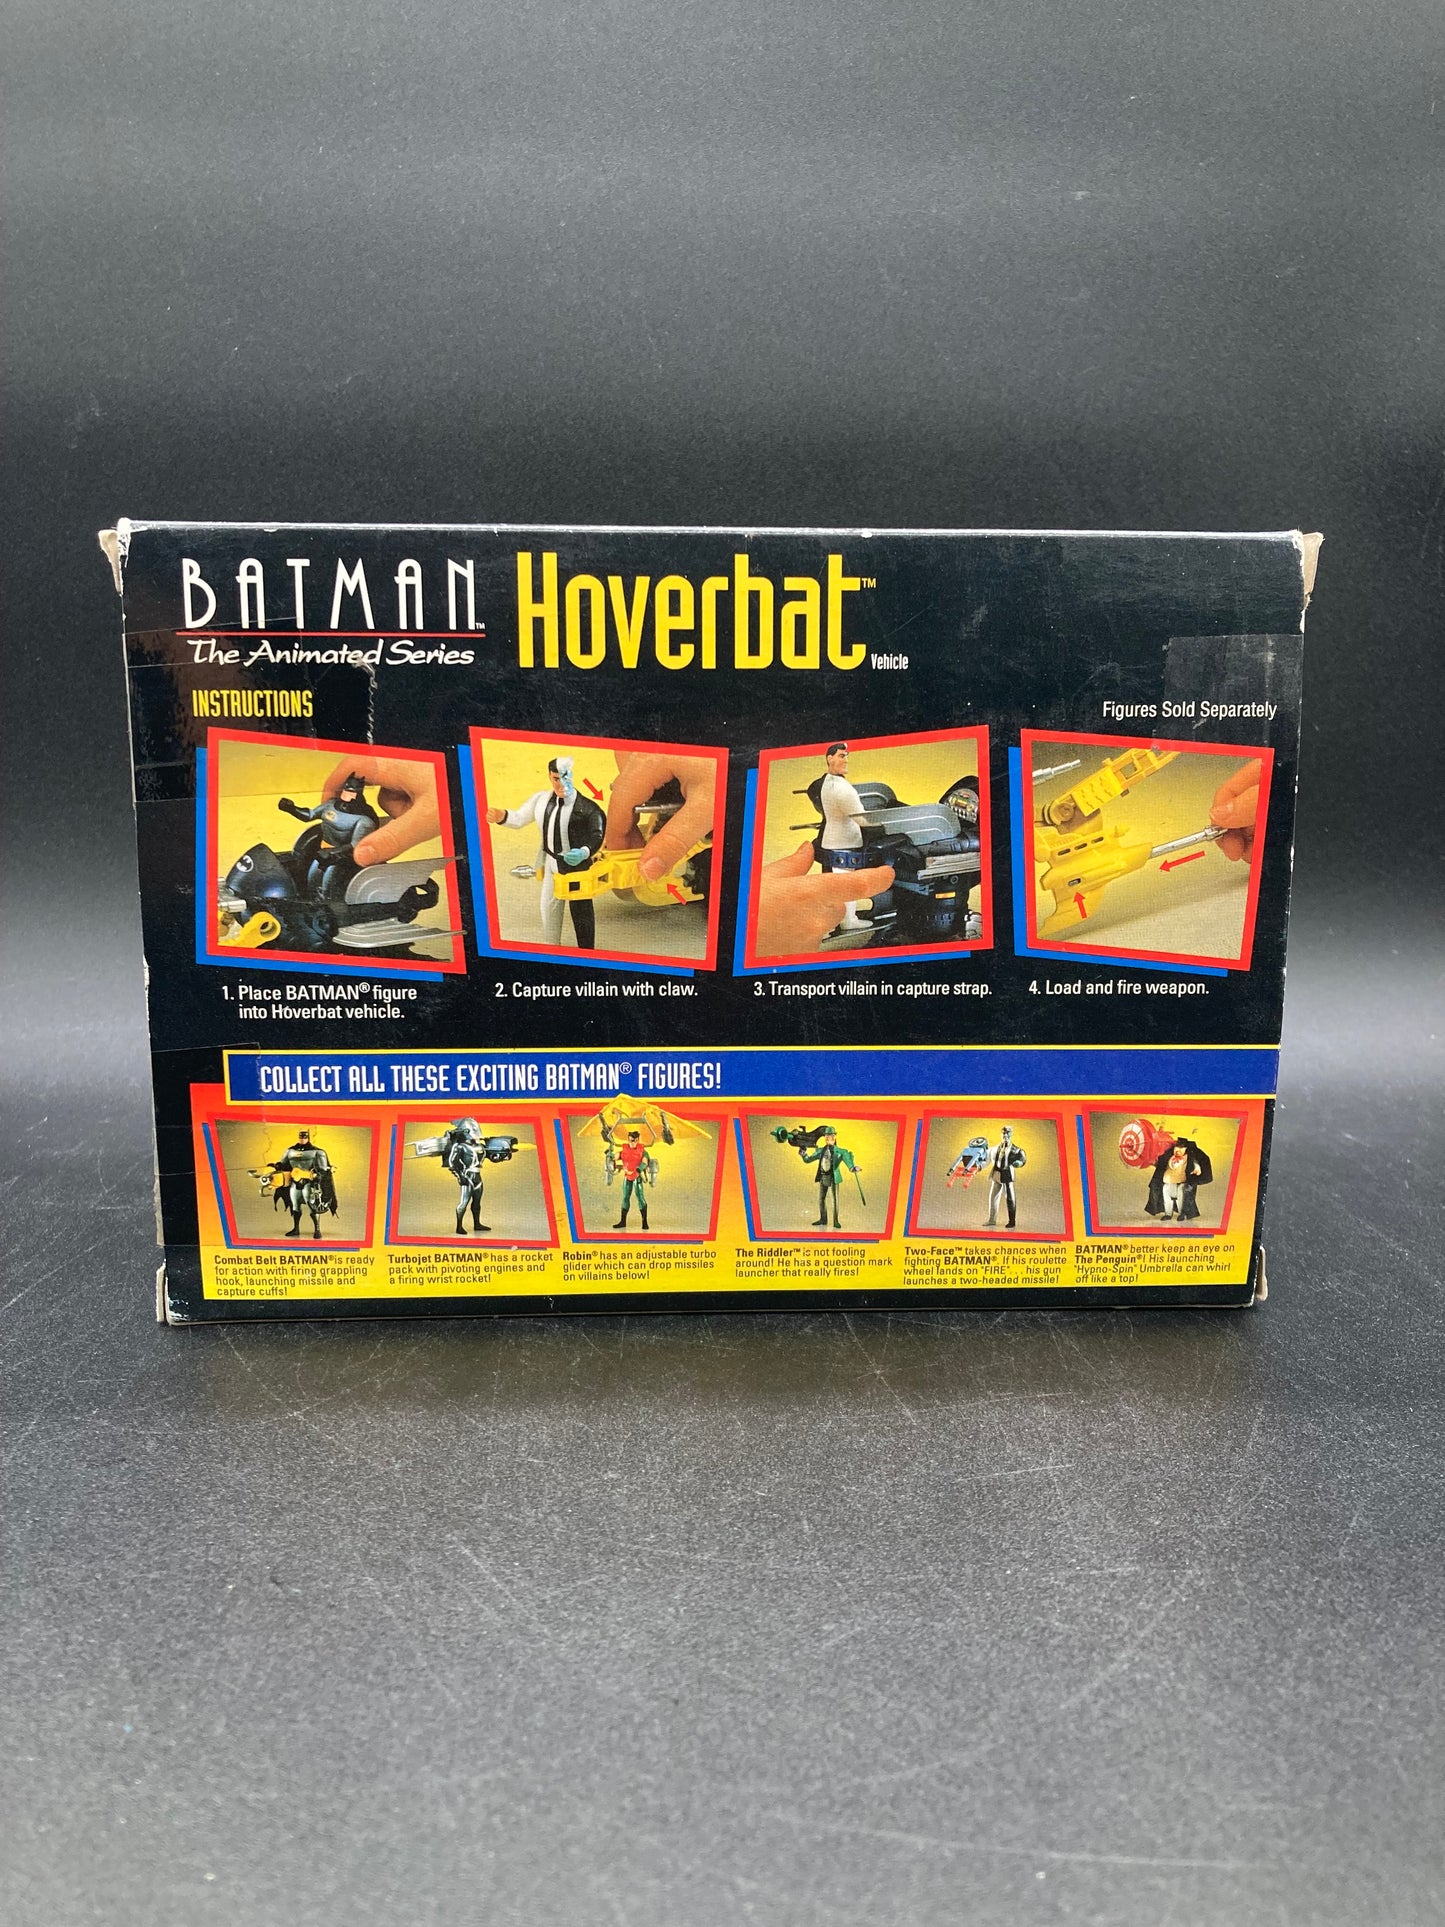 BATMAN™
The Animated Series
Hoverbat™
Vehicle
INSTRUCTIONS
Figures Sold Separately
1. Place BATMAN® figure
into Hoverbat vehicle.
2. Capture villain with claw.
3. Transport villain in capture strap.
4. Load and fire weapon.
COLLECT ALL THESE EXCITING BATMAN® FIGURES!
Combat Belt BATMAN® is ready
for action with firing grappling
hook, launching missile and
capture cuffs!
Turbojet BATMAN® has a rocket
pack with pivoting engines and
a firing wrist rocket!
Robin® has an adjustable turbo
glider which can drop missiles
on villains below!
The Riddler™ is not fooling
around! He has a question mark
launcher that really fires!
Two-Face™ takes chances when
fighting BATMAN®. If his roulette
wheel lands on "FIRE". . . his gun
launches a two-headed missile!
BATMAN® better keep an eye on
The Penguin®! His launching
"Hypno-Spin" Umbrella can whirl
off like a top!